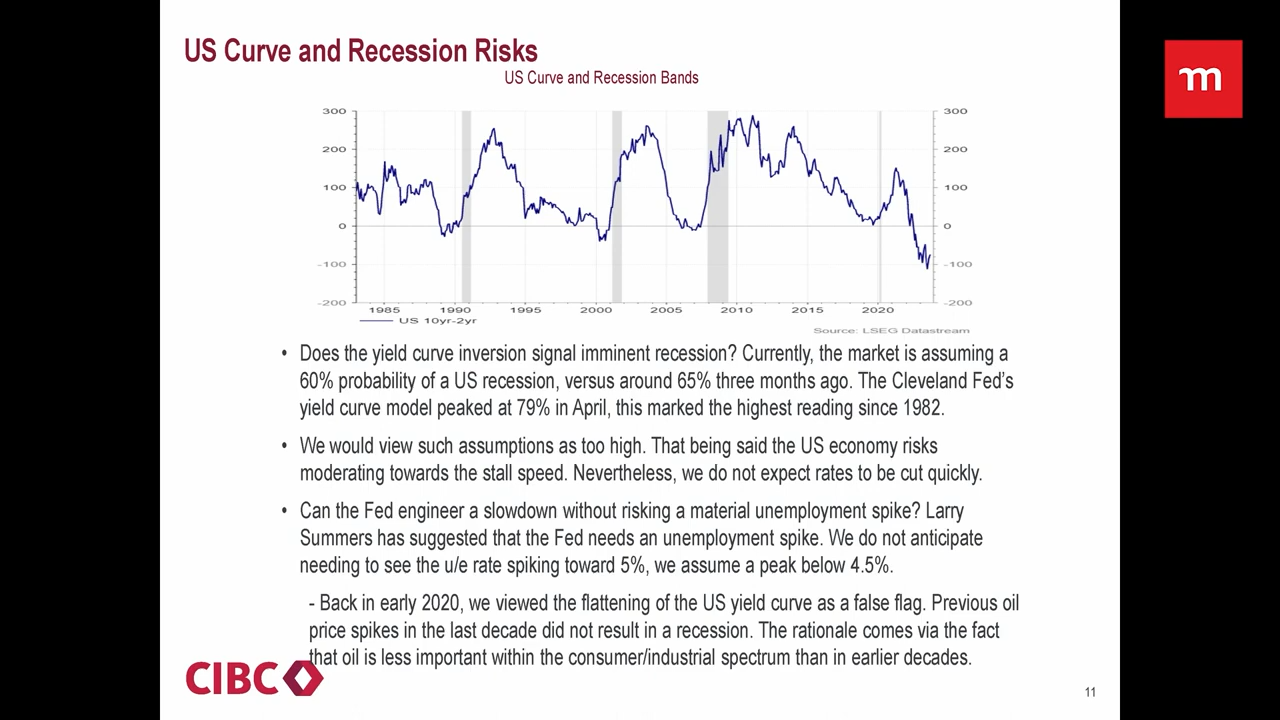 US Curve and Recession Risks
m
US Curve and Recession Bands
300 300
200 200
100 100
0 0
-100 -100
-200 -200
1985 1990 1995 2000 2005 2010 2015 2020
US 10yr-2yr
Source: LSEG Datastream
• Does the yield curve inversion signal imminent recession? Currently, the market is assuming a
60% probability of a US recession, versus around 65% three months ago. The Cleveland Fed’s
yield curve model peaked at 79% in April, this marked the highest reading since 1982.
• We would view such assumptions as too high. That being said the US economy risks
moderating towards the stall speed. Nevertheless, we do not expect rates to be cut quickly.
• Can the Fed engineer a slowdown without risking a material unemployment spike? Larry
Summers has suggested that the Fed needs an unemployment spike. We do not anticipate
needing to see the u/e rate spiking toward 5%, we assume a peak below 4.5%.
- Back in early 2020, we viewed the flattening of the US yield curve as a false flag. Previous oil
price spikes in the last decade did not result in a recession. The rationale comes via the fact
that oil is less important within the consumer/industrial spectrum than in earlier decades.
CIBC
11